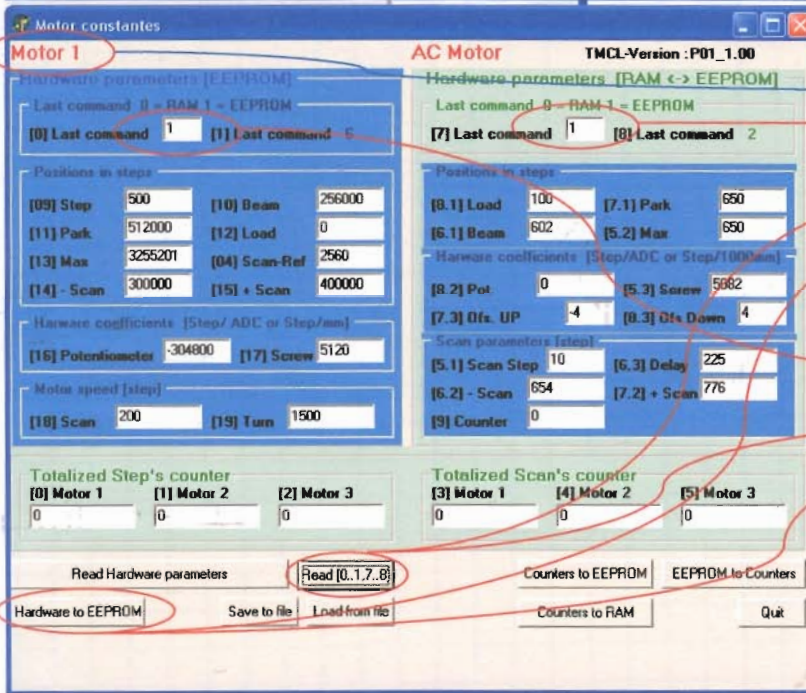 Motor constantes
Motor 1
AC Motor
TMCL-Version :P01_1.00
Hardware parameters [EEPROM]
Hardware parameters [RAM <-> EEPROM]
Last command 0 = RAM 1 = EEPROM
Last command 0 = RAM 1 = EEPROM
[0] Last command 1 [1] Last command 6
[7] Last command 1 [8] Last command 2
Positions in steps
Positions in steps
[09] Step 500 [10] Beam 256000
[8.1] Load 100 [7.1] Park 650
[11] Park 512000 [12] Load 0
[6.1] Beam 602 [5.2] Max 650
[13] Max 3255201 [04] Scan-Ref 2560
Harware coefficients [Step/ADC or Step/1000mm]
[14] - Scan 300000 [15] + Scan 400000
[8.2] Pot. 0 [5.3] Screw 5882
[7.3] Ofs. UP -4 [8.3] Ofs Down 4
Harware coefficients [Step/ ADC or Step/mm]
Scan parameters [step]
[16] Potentiometer -304800 [17] Screw 5120
[5.1] Scan Step 10 [6.3] Delay 225
Motor speed [step]
[6.2] - Scan 654 [7.2] + Scan 776
[18] Scan 200 [19] Turn 1500
[9] Counter 0
Totalized Step's counter
Totalized Scan's counter
[0] Motor 1 [1] Motor 2 [2] Motor 3
[3] Motor 1 [4] Motor 2 [5] Motor 3
0 0 0
0 0 0
Read Hardware parameters
Read [0..1,7..8]
Counters to EEPROM
EEPROM to Counters
Hardware to EEPROM
Save to file
Load from file
Counters to RAM
Quit